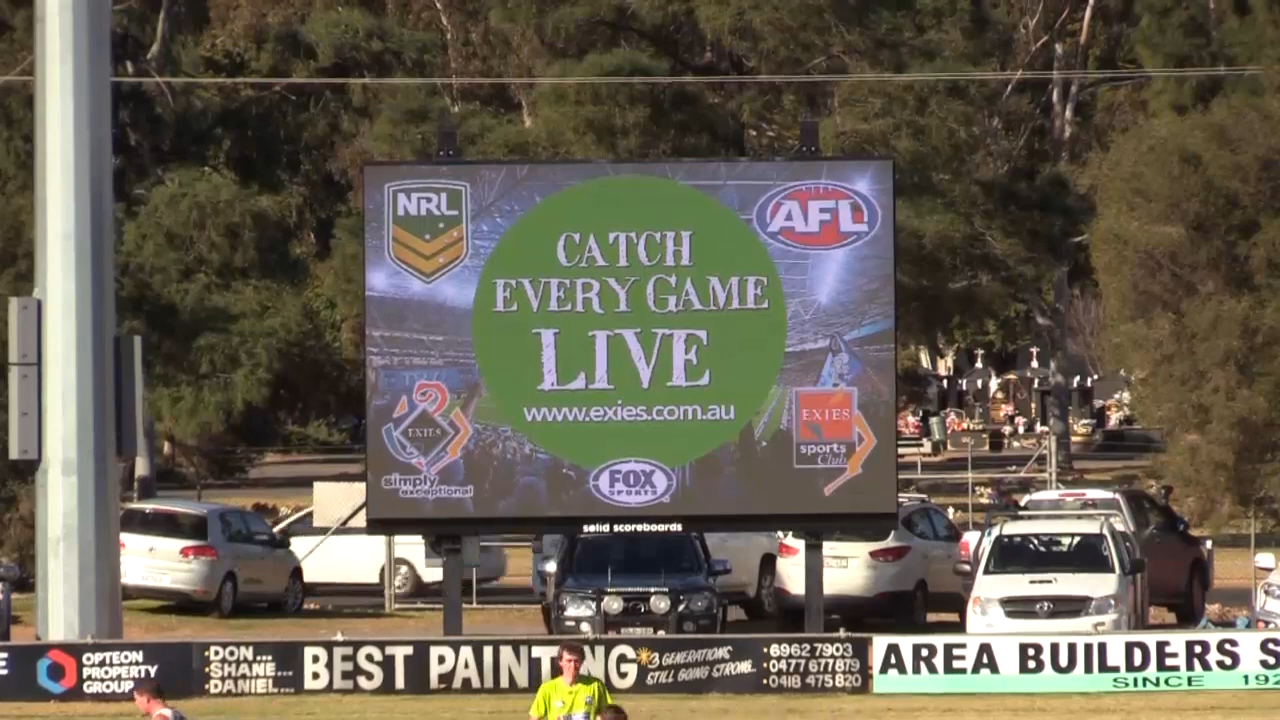 NRL
AFL
CATCH
EVERY GAME
LIVE
www.exies.com.au
EXIES
simply
exceptional
EXIES
sports
Club
FOX
SPORTS
solid scoreboards
OPTEON
PROPERTY
GROUP
DON...
SHANE...
DANIEL...
BEST PAINTING
3 GENERATIONS
STILL GOING STRONG...
6962 7903
0477 677879
0418 475820
AREA BUILDERS S
SINCE 192